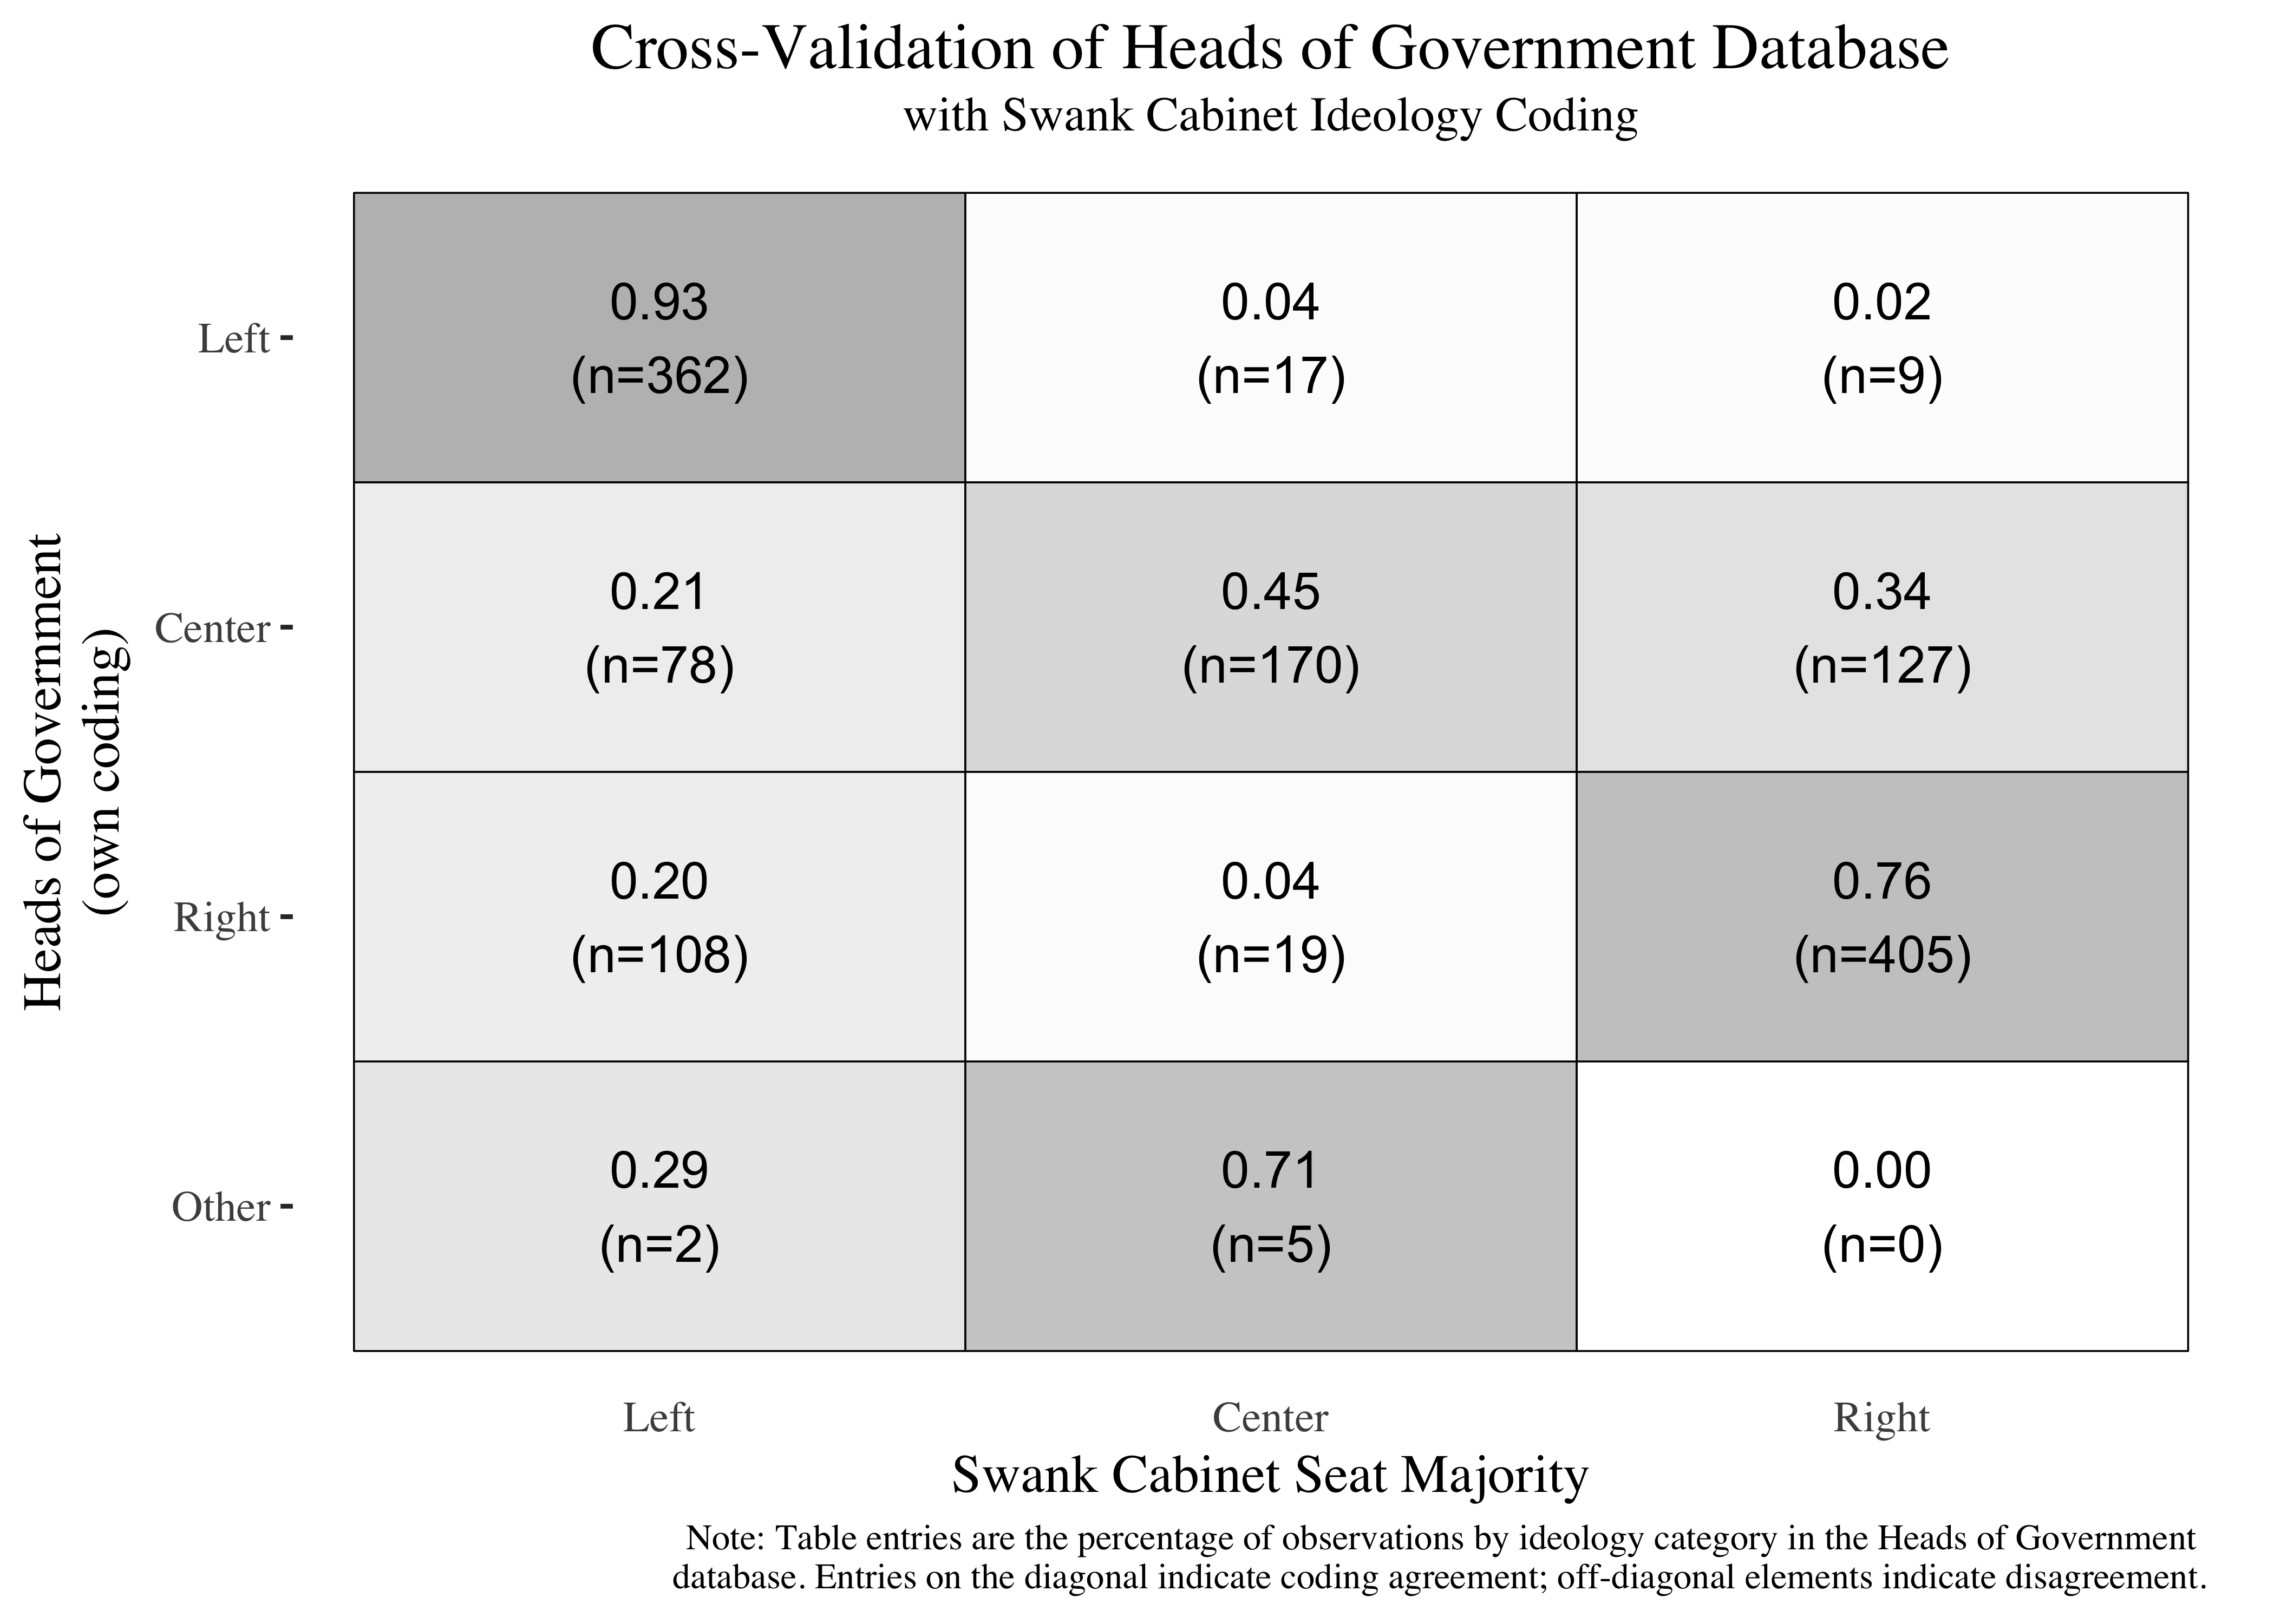 Cross-Validation of Heads of Government Database
with Swank Cabinet Ideology Coding
Heads of Government
(own coding)
Left
0.93
(n=362)
0.04
(n=17)
0.02
(n=9)
Center
0.21
(n=78)
0.45
(n=170)
0.34
(n=127)
Right
0.20
(n=108)
0.04
(n=19)
0.76
(n=405)
Other
0.29
(n=2)
0.71
(n=5)
0.00
(n=0)
Left
Center
Right
Swank Cabinet Seat Majority
Note: Table entries are the percentage of observations by ideology category in the Heads of Government
database. Entries on the diagonal indicate coding agreement; off-diagonal elements indicate disagreement.